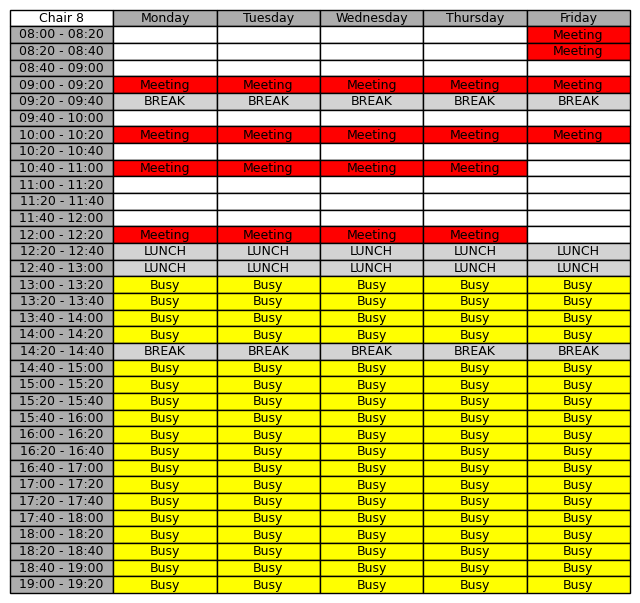 Chair 8 Monday Tuesday Wednesday Thursday Friday
08:00 - 08:20 Meeting
08:20 - 08:40 Meeting
08:40 - 09:00
09:00 - 09:20 Meeting Meeting Meeting Meeting Meeting
09:20 - 09:40 BREAK BREAK BREAK BREAK BREAK
09:40 - 10:00
10:00 - 10:20 Meeting Meeting Meeting Meeting Meeting
10:20 - 10:40
10:40 - 11:00 Meeting Meeting Meeting Meeting
11:00 - 11:20
11:20 - 11:40
11:40 - 12:00
12:00 - 12:20 Meeting Meeting Meeting Meeting
12:20 - 12:40 LUNCH LUNCH LUNCH LUNCH LUNCH
12:40 - 13:00 LUNCH LUNCH LUNCH LUNCH LUNCH
13:00 - 13:20 Busy Busy Busy Busy Busy
13:20 - 13:40 Busy Busy Busy Busy Busy
13:40 - 14:00 Busy Busy Busy Busy Busy
14:00 - 14:20 Busy Busy Busy Busy Busy
14:20 - 14:40 BREAK BREAK BREAK BREAK BREAK
14:40 - 15:00 Busy Busy Busy Busy Busy
15:00 - 15:20 Busy Busy Busy Busy Busy
15:20 - 15:40 Busy Busy Busy Busy Busy
15:40 - 16:00 Busy Busy Busy Busy Busy
16:00 - 16:20 Busy Busy Busy Busy Busy
16:20 - 16:40 Busy Busy Busy Busy Busy
16:40 - 17:00 Busy Busy Busy Busy Busy
17:00 - 17:20 Busy Busy Busy Busy Busy
17:20 - 17:40 Busy Busy Busy Busy Busy
17:40 - 18:00 Busy Busy Busy Busy Busy
18:00 - 18:20 Busy Busy Busy Busy Busy
18:20 - 18:40 Busy Busy Busy Busy Busy
18:40 - 19:00 Busy Busy Busy Busy Busy
19:00 - 19:20 Busy Busy Busy Busy Busy